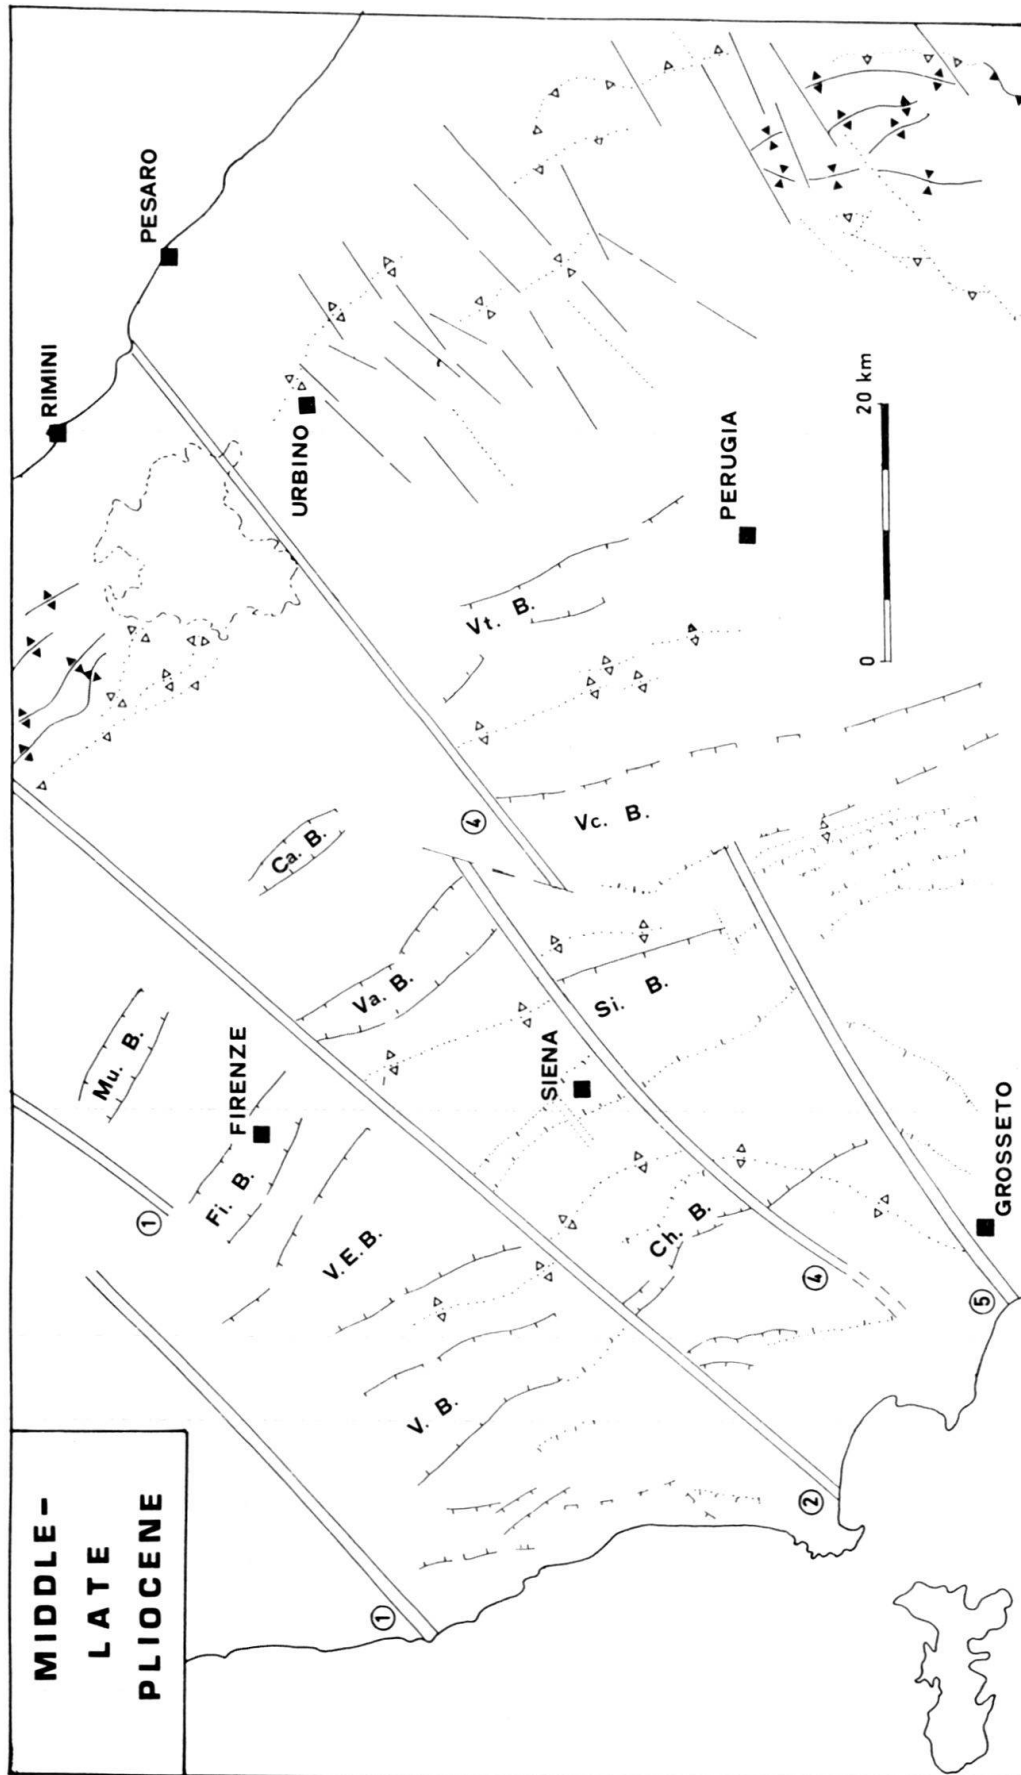 MIDDLE-
LATE
PLIOCENE
RIMINI
PESARO
URBINO
Mu. B.
FIRENZE
Fi. B.
V.E.B.
V. B.
Ca. B.
Va. B.
Vt. B.
PERUGIA
Vc. B.
SIENA
Si. B.
Ch. B.
GROSSETO
1
1
2
4
4
5
0
20 km